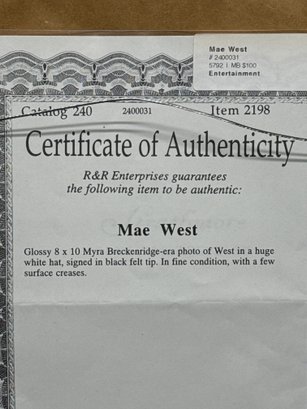 Mae West
# 2400031
5792 | MB $100
Entertainment
Catalog 240 2400031 Item 2198
Certificate of Authenticity
R&R Enterprises guarantees
the following item to be authentic:
Mae West
Glossy 8 x 10 Myra Breckenridge-era photo of West in a huge
white hat, signed in black felt tip. In fine condition, with a few
surface creases.